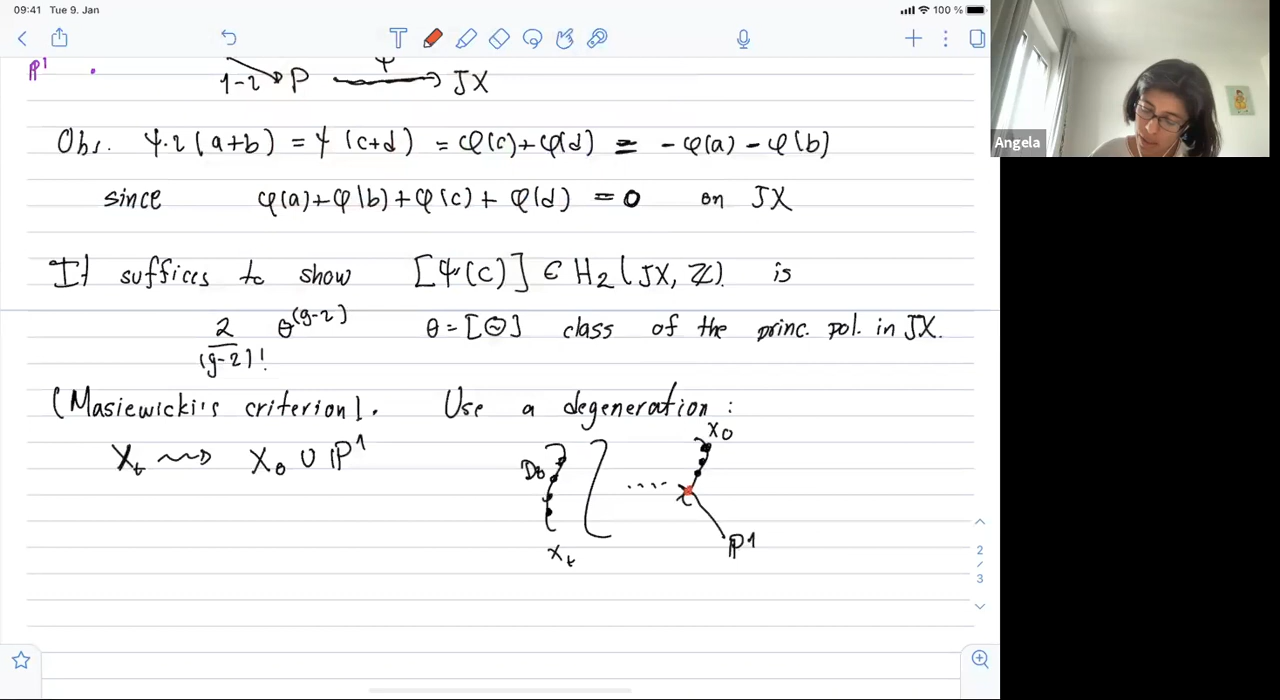 09:41 Tue 9. Jan
100 %
ℙ¹ .
1-2 P ψ JX
Obs. ψ·2(a+b) = ψ(c+d) = φ(c)+φ(d) = -φ(a) - φ(b)
since φ(a)+φ(b)+φ(c)+φ(d) = 0 on JX
It suffices to show [ψ(C)] ∈ H₂(JX, ℤ). is
2/(g-2)! θ^(g-2) θ = [Θ] class of the princ. pol. in JX.
(Masiewicki's criterion). Use a degeneration :
X_t ⇝ X₀ ∪ ℙ¹
X₀
D₀
....
ℙ¹
X_t
2
/
3
Angela